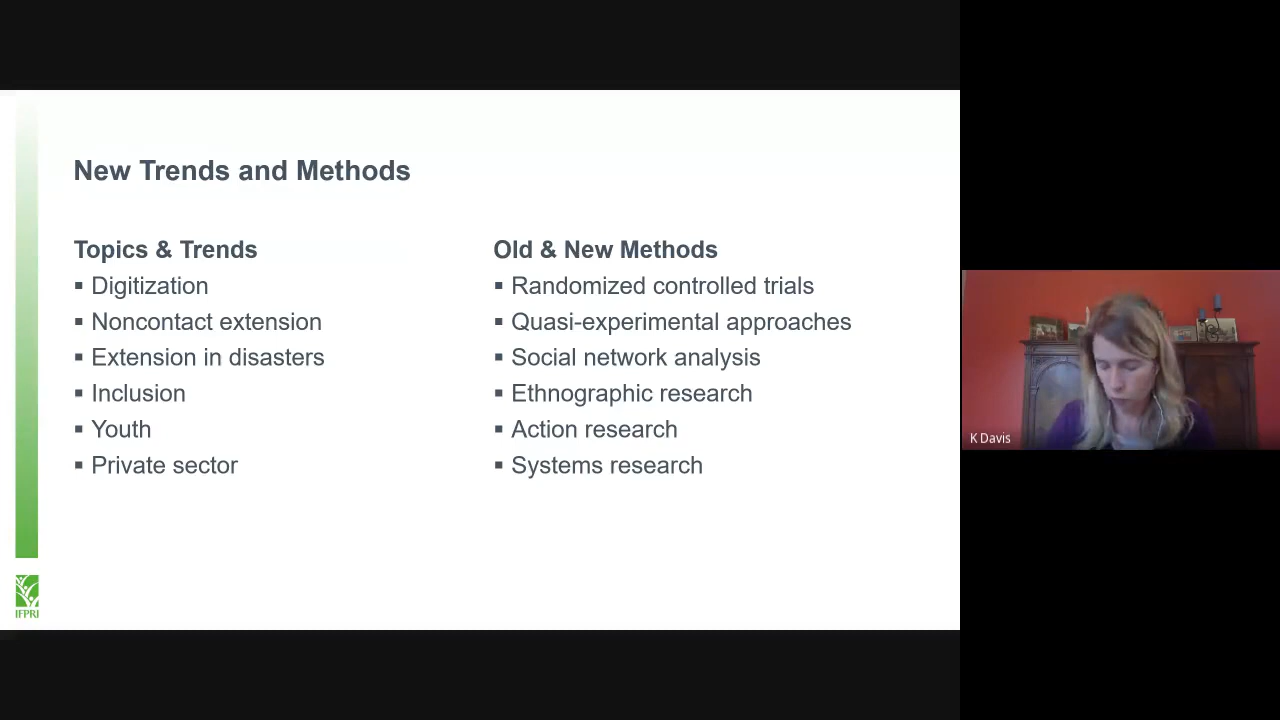 New Trends and Methods
Topics & Trends
▪ Digitization
▪ Noncontact extension
▪ Extension in disasters
▪ Inclusion
▪ Youth
▪ Private sector
Old & New Methods
▪ Randomized controlled trials
▪ Quasi-experimental approaches
▪ Social network analysis
▪ Ethnographic research
▪ Action research
▪ Systems research
IFPRI
K Davis